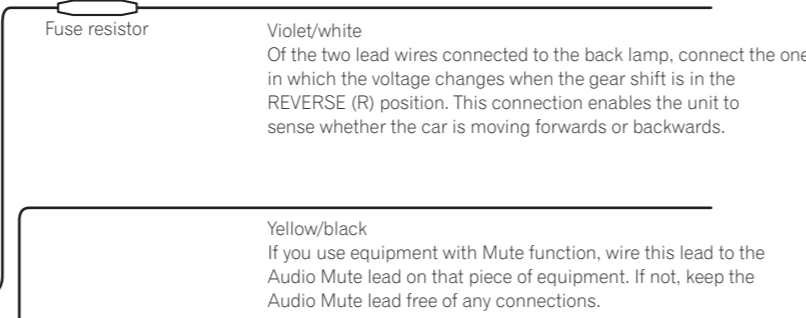 Fuse resistor
Violet/white
Of the two lead wires connected to the back lamp, connect the one
in which the voltage changes when the gear shift is in the
REVERSE (R) position. This connection enables the unit to
sense whether the car is moving forwards or backwards.
Yellow/black
If you use equipment with Mute function, wire this lead to the
Audio Mute lead on that piece of equipment. If not, keep the
Audio Mute lead free of any connections.